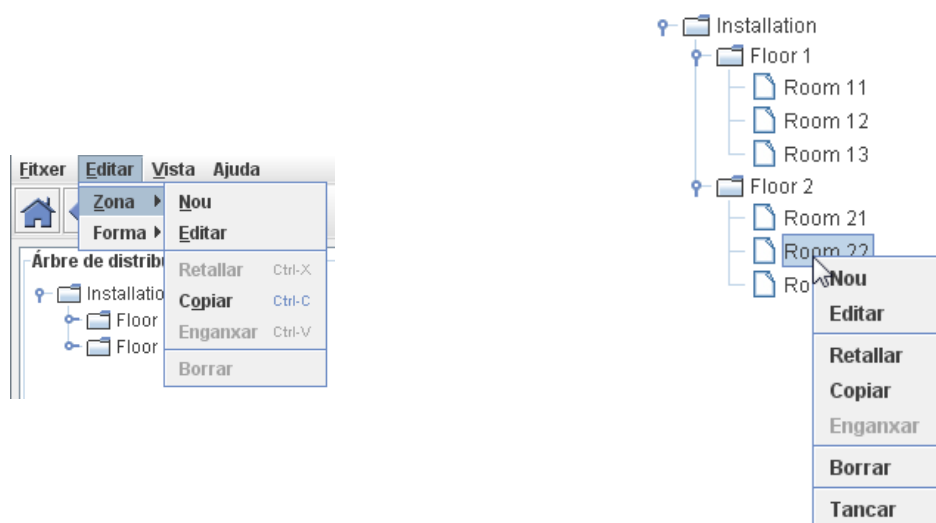 Fitxer Editar Vista Ajuda
Zona Nou
Forma Editar
Árbre de distribu
Retallar Ctrl-X
Installatio
Copiar Ctrl-C
Floor
Enganxar Ctrl-V
Floor
Borrar
Installation
Floor 1
Room 11
Room 12
Room 13
Floor 2
Room 21
Room 22
Ro
Nou
Editar
Retallar
Copiar
Enganxar
Borrar
Tancar